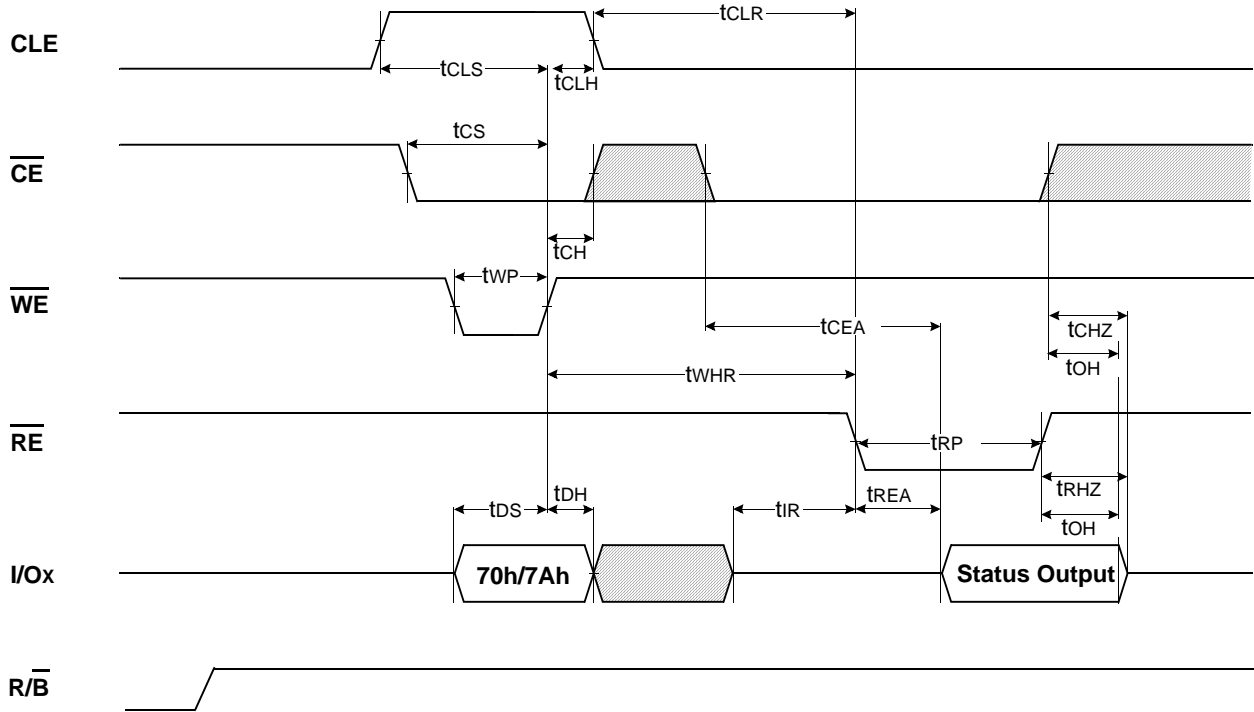 tCLR
CLE
tCLS
tCLH
tCS
CE
tCH
tWP
WE
tCHZ
tCEA
tOH
tWHR
RE
tRP
tRHZ
tDH
tREA
tDS
tIR
tOH
I/Ox
70h/7Ah
Status Output
R/B